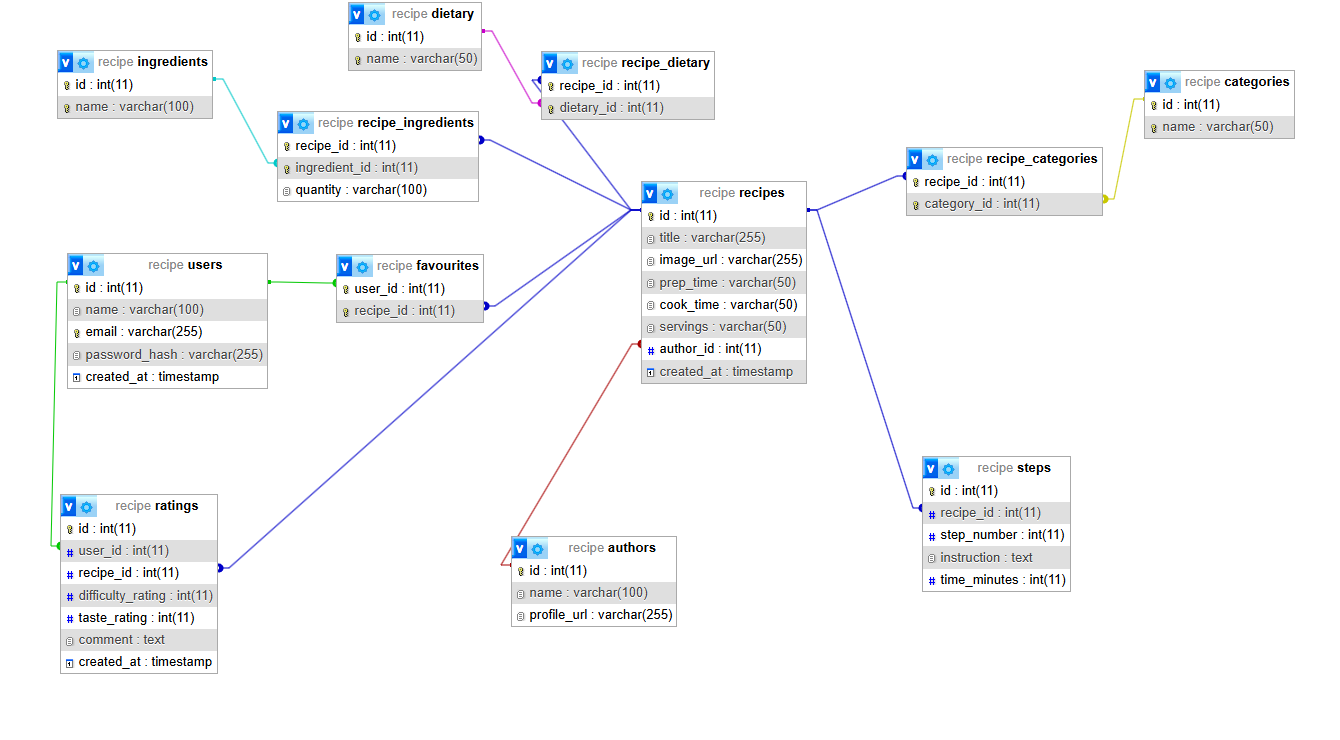 recipe dietary
id : int(11)
name : varchar(50)
recipe ingredients
id : int(11)
name : varchar(100)
recipe recipe_dietary
recipe_id : int(11)
dietary_id : int(11)
recipe categories
id : int(11)
name : varchar(50)
recipe recipe_ingredients
recipe_id : int(11)
ingredient_id : int(11)
quantity : varchar(100)
recipe recipe_categories
recipe_id : int(11)
category_id : int(11)
recipe recipes
id : int(11)
title : varchar(255)
image_url : varchar(255)
prep_time : varchar(50)
cook_time : varchar(50)
servings : varchar(50)
author_id : int(11)
created_at : timestamp
recipe users
id : int(11)
name : varchar(100)
email : varchar(255)
password_hash : varchar(255)
created_at : timestamp
recipe favourites
user_id : int(11)
recipe_id : int(11)
recipe steps
id : int(11)
recipe_id : int(11)
step_number : int(11)
instruction : text
time_minutes : int(11)
recipe ratings
id : int(11)
user_id : int(11)
recipe_id : int(11)
difficulty_rating : int(11)
taste_rating : int(11)
comment : text
created_at : timestamp
recipe authors
id : int(11)
name : varchar(100)
profile_url : varchar(255)